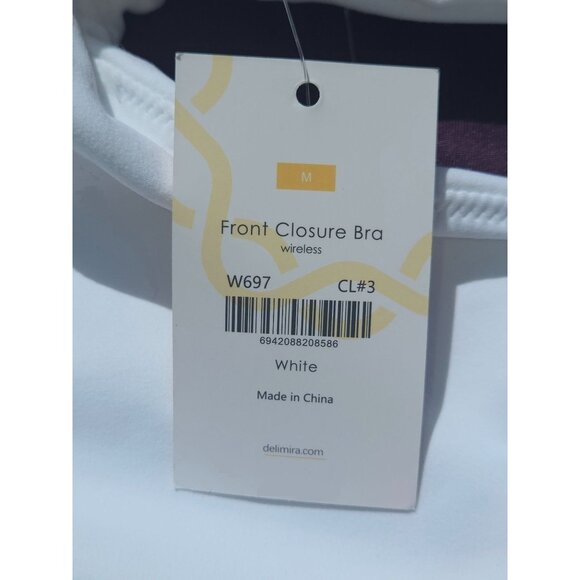 M
Front Closure Bra
wireless
W697 CL#3
6942088208586
White
Made in China
delimira.com